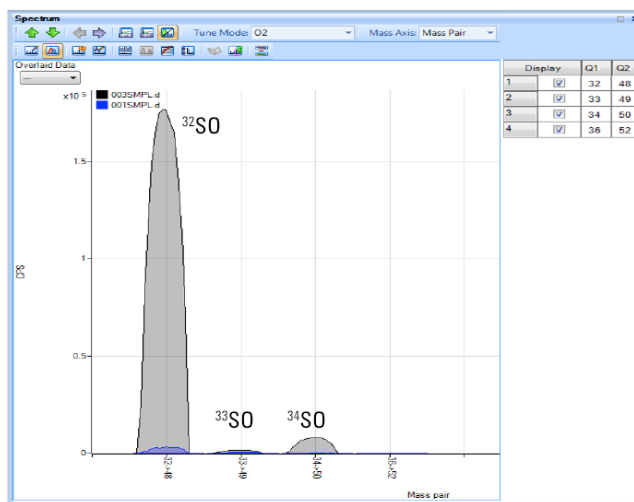 Spectrum
Tune Mode: O2
Mass Axis: Mass Pair
Overlaid Data
---
×10 5
003SMPL.d
001SMPL.d
³²SO
1.5
1
0.5
0
CPS
³³SO
³⁴SO
32-48
33-49
34-50
36-52
Mass pair
Display Q1 Q2
1 32 48
2 33 49
3 34 50
4 36 52